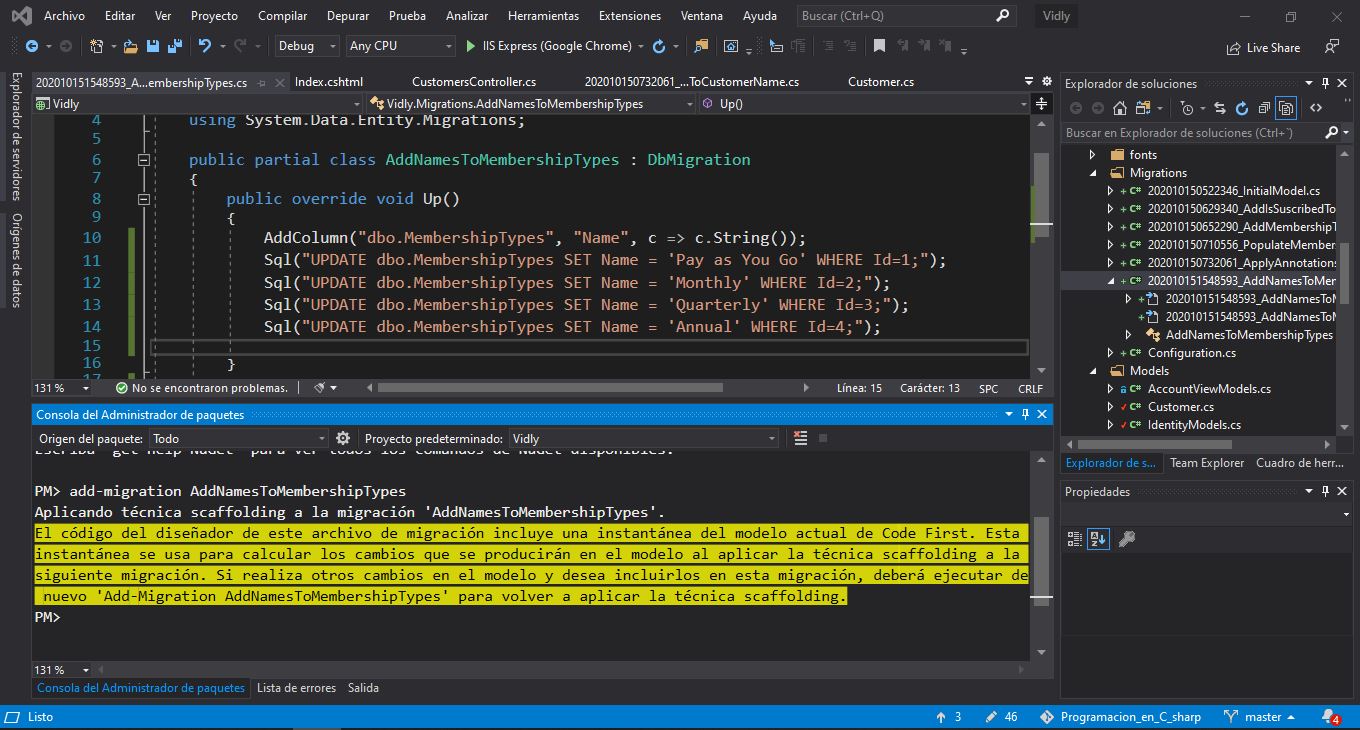 Archivo Editar Ver Proyecto Compilar Depurar Prueba Analizar Herramientas Extensiones Ventana Ayuda Buscar (Ctrl+Q) Vidly
Debug Any CPU IIS Express (Google Chrome) Live Share
Explorador de servidores
Orígenes de datos
202010151548593_A...embershipTypes.cs Index.cshtml CustomersController.cs 202010150732061_...ToCustomerName.cs Customer.cs
Vidly Vidly.Migrations.AddNamesToMembershipTypes Up()
4 using System.Data.Entity.Migrations;
5
6 public partial class AddNamesToMembershipTypes : DbMigration
7 {
8 public override void Up()
9 {
10 AddColumn("dbo.MembershipTypes", "Name", c => c.String());
11 Sql("UPDATE dbo.MembershipTypes SET Name = 'Pay as You Go' WHERE Id=1;");
12 Sql("UPDATE dbo.MembershipTypes SET Name = 'Monthly' WHERE Id=2;");
13 Sql("UPDATE dbo.MembershipTypes SET Name = 'Quarterly' WHERE Id=3;");
14 Sql("UPDATE dbo.MembershipTypes SET Name = 'Annual' WHERE Id=4;");
15
16 }
17
131 % No se encontraron problemas. Línea: 15 Carácter: 13 SPC CRLF
Consola del Administrador de paquetes
Origen del paquete: Todo Proyecto predeterminado: Vidly
Escriba 'get-help NuGet' para ver todos los comandos de NuGet disponibles.
PM> add-migration AddNamesToMembershipTypes
Aplicando técnica scaffolding a la migración 'AddNamesToMembershipTypes'.
El código del diseñador de este archivo de migración incluye una instantánea del modelo actual de Code First. Esta
instantánea se usa para calcular los cambios que se producirán en el modelo al aplicar la técnica scaffolding a la
siguiente migración. Si realiza otros cambios en el modelo y desea incluirlos en esta migración, deberá ejecutar de
nuevo 'Add-Migration AddNamesToMembershipTypes' para volver a aplicar la técnica scaffolding.
PM>
131 %
Consola del Administrador de paquetes Lista de errores Salida
Explorador de soluciones
Buscar en Explorador de soluciones (Ctrl+`)
fonts
Migrations
C# 202010150522346_InitialModel.cs
C# 202010150629340_AddIsSuscribedTo
C# 202010150652290_AddMembershipT
C# 202010150710556_PopulateMember
C# 202010150732061_ApplyAnnotations
C# 202010151548593_AddNamesToMer
202010151548593_AddNamesToM
202010151548593_AddNamesToM
AddNamesToMembershipTypes
C# Configuration.cs
Models
C# AccountViewModels.cs
C# Customer.cs
C# IdentityModels.cs
Explorador de s... Team Explorer Cuadro de herr...
Propiedades
Listo 3 46 Programacion_en_C_sharp master 4